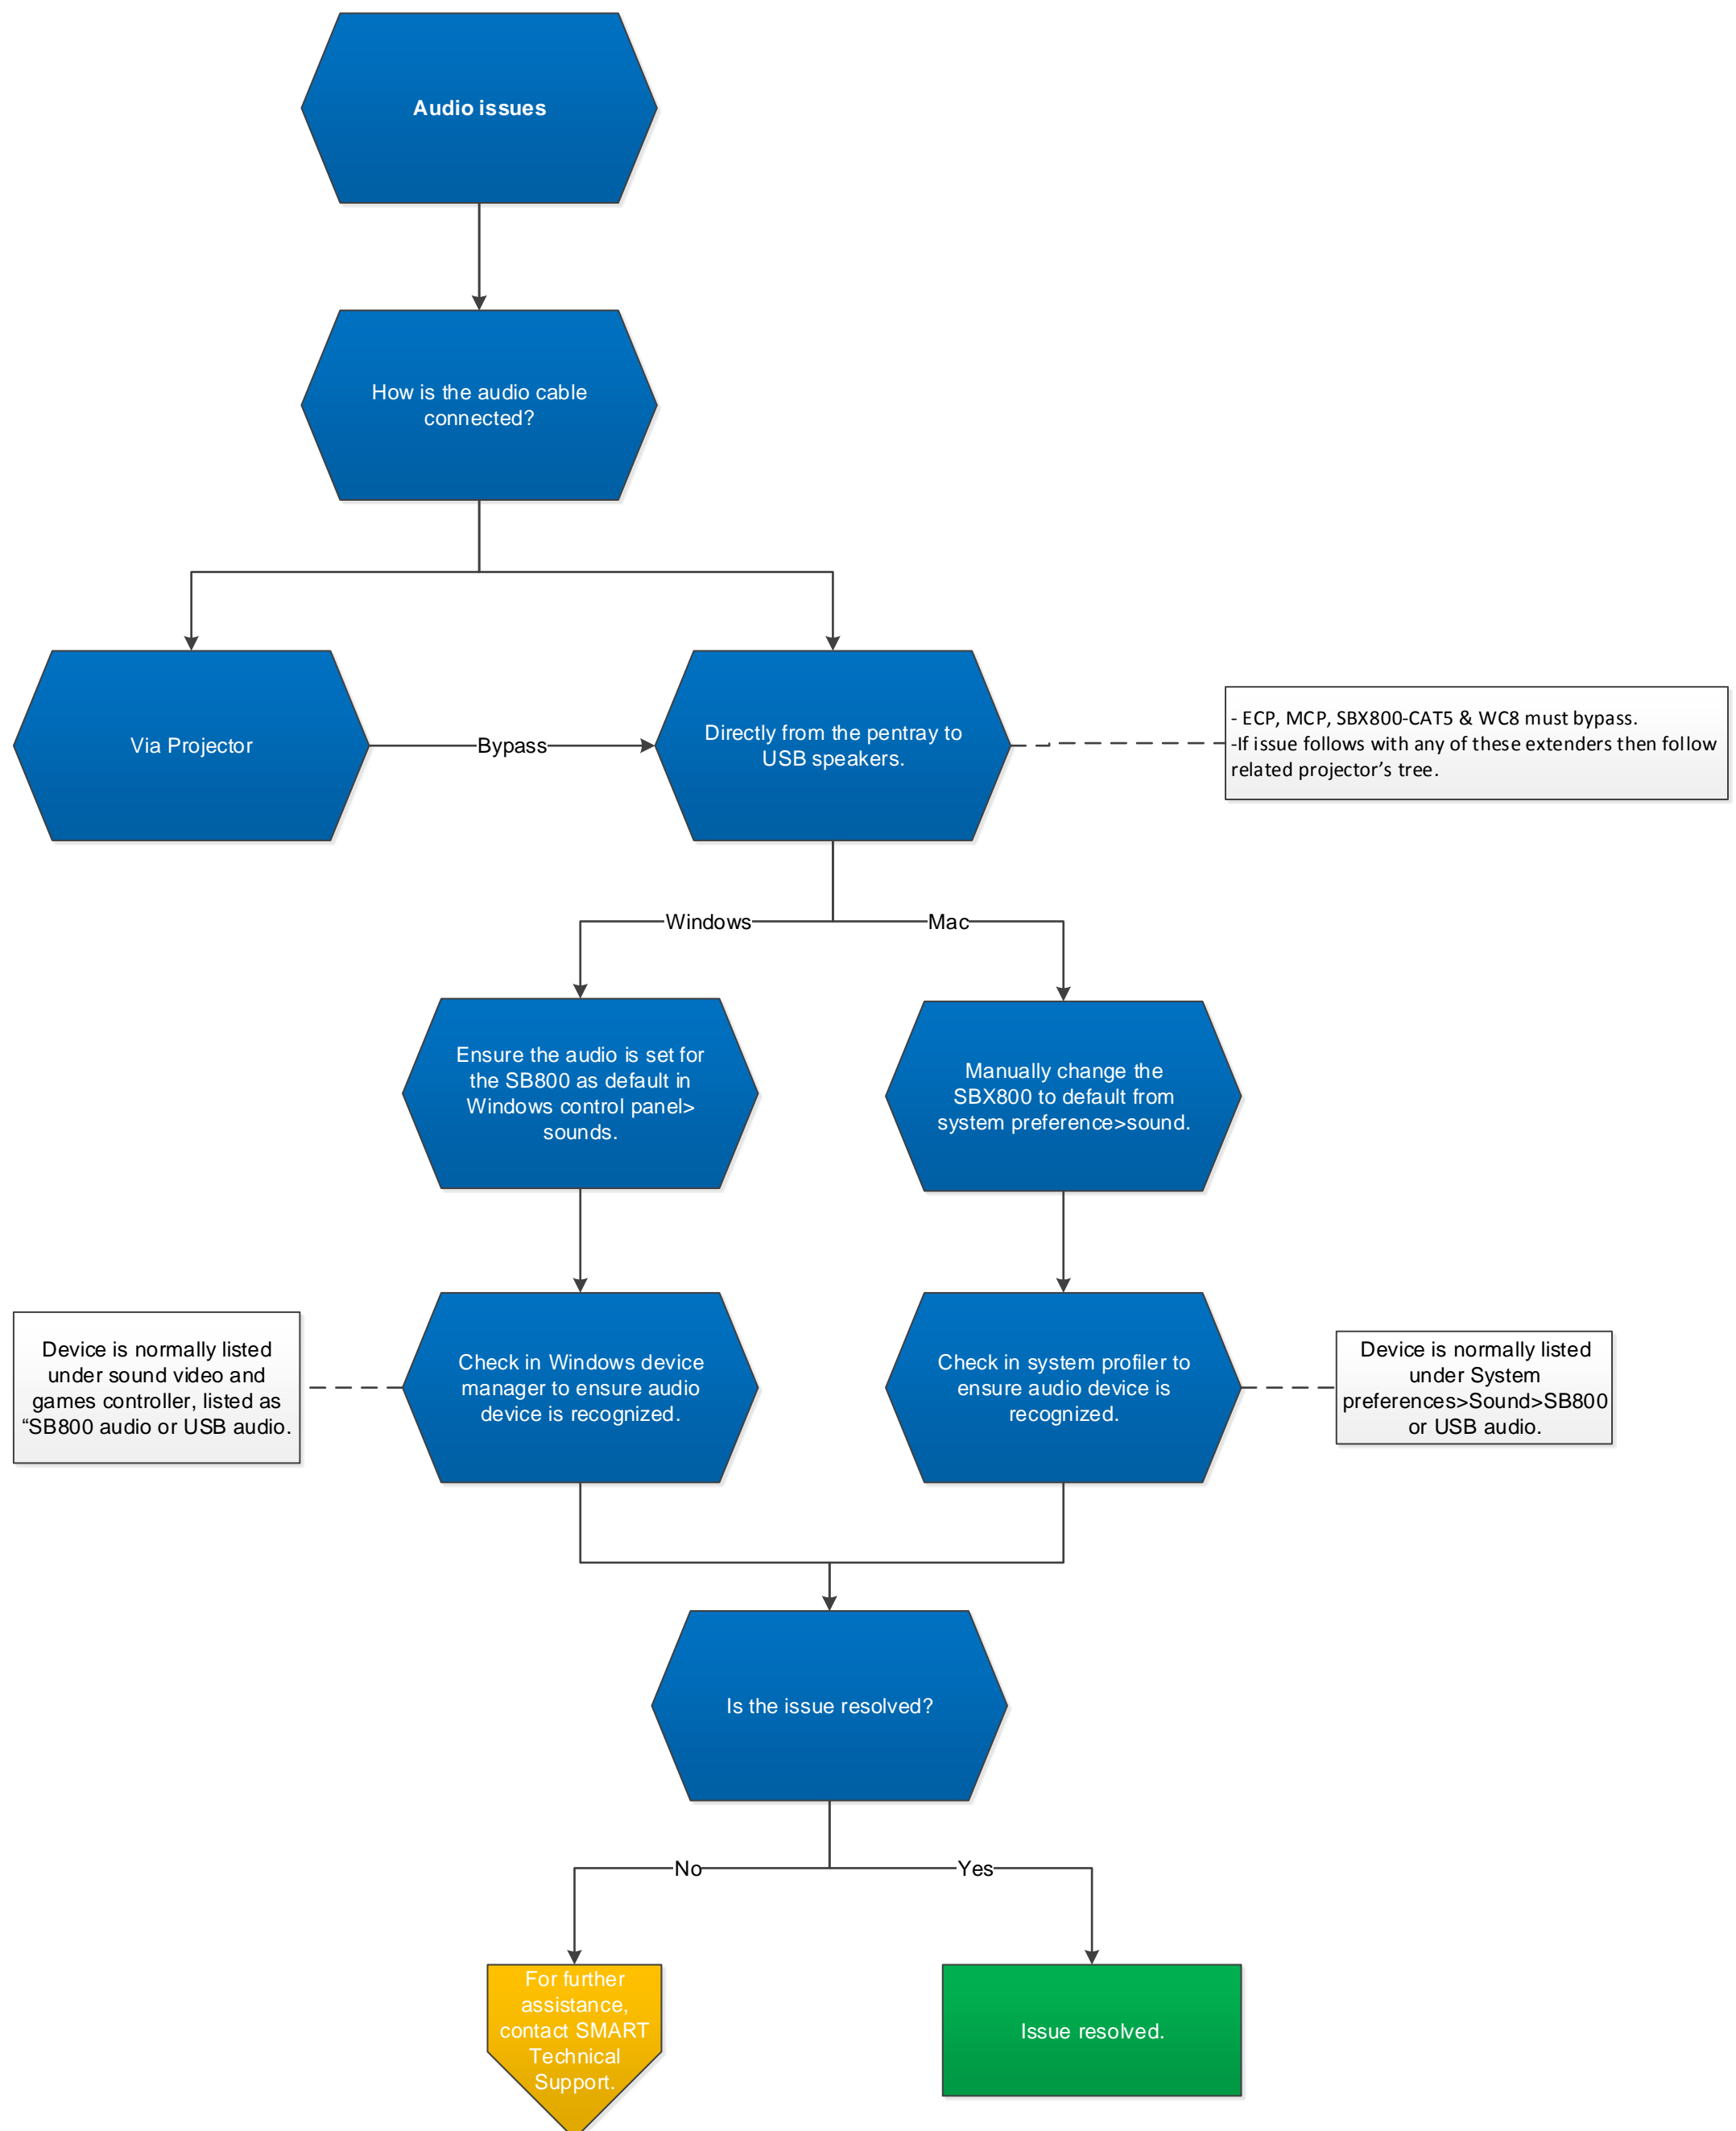 Audio issues
How is the audio cable
connected?
Via Projector
Bypass
Directly from the pentray to
USB speakers.
- ECP, MCP, SBX800-CAT5 & WC8 must bypass.
-If issue follows with any of these extenders then follow
related projector’s tree.
Windows
Mac
Ensure the audio is set for
the SB800 as default in
Windows control panel>
sounds.
Manually change the
SBX800 to default from
system preference>sound.
Device is normally listed
under sound video and
games controller, listed as
“SB800 audio or USB audio.
Check in Windows device
manager to ensure audio
device is recognized.
Check in system profiler to
ensure audio device is
recognized.
Device is normally listed
under System
preferences>Sound>SB800
or USB audio.
Is the issue resolved?
No
Yes
For further
assistance,
contact SMART
Technical
Support.
Issue resolved.